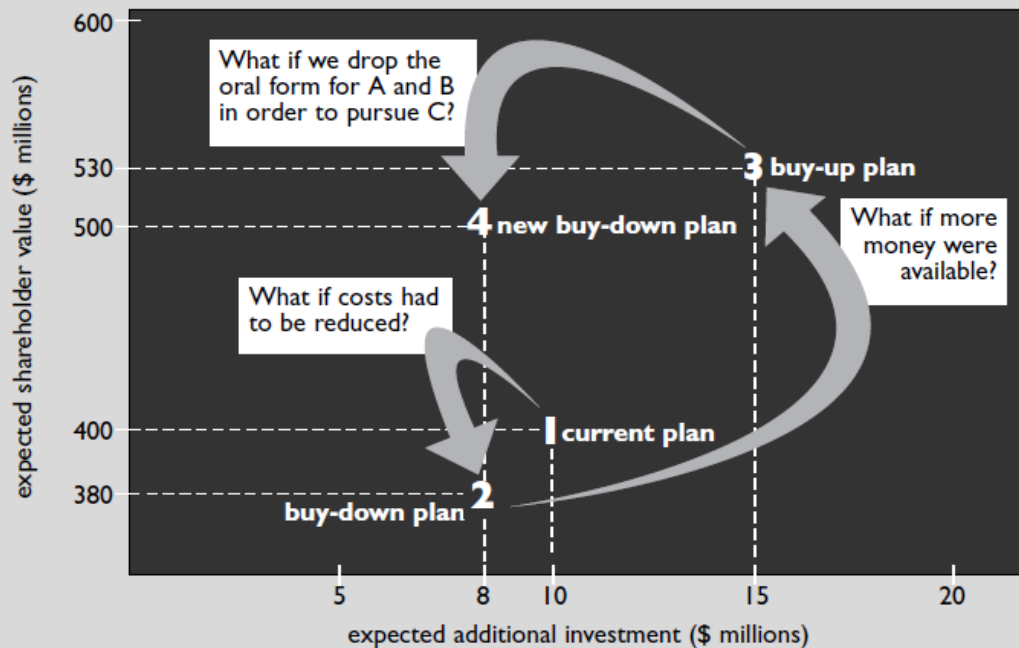 expected shareholder value ($ millions)
600
530
500
400
380
What if we drop the
oral form for A and B
in order to pursue C?
3 buy-up plan
4 new buy-down plan
What if more
money were
available?
What if costs had
to be reduced?
1 current plan
2
buy-down plan
5
8
10
15
20
expected additional investment ($ millions)